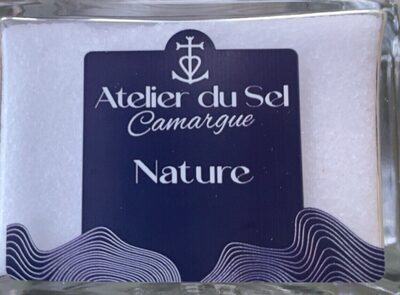 Atelier du Sel
Camargue
Nature